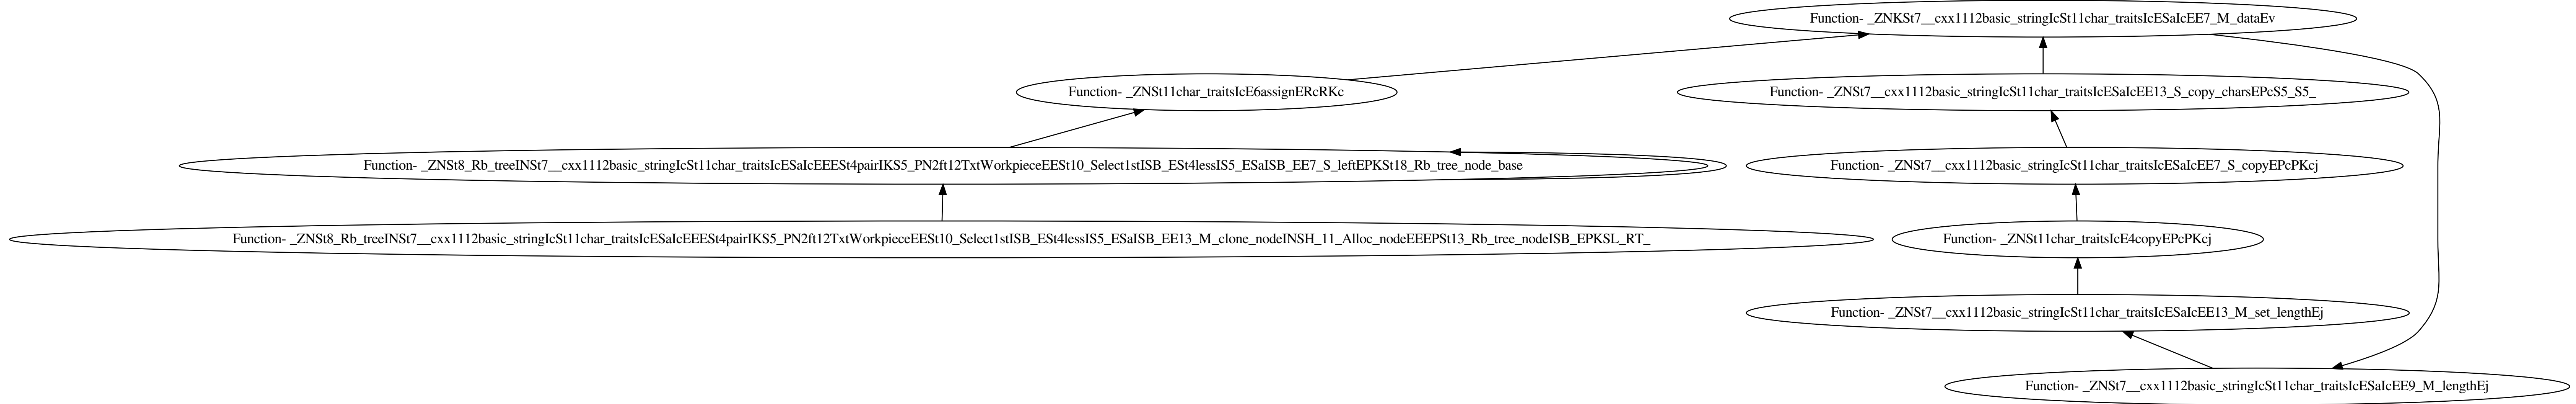 Function- _ZNKSt7__cxx1112basic_stringIcSt11char_traitsIcESaIcEE7_M_dataEv
Function- _ZNSt11char_traitsIcE6assignERcRKc
Function- _ZNSt7__cxx1112basic_stringIcSt11char_traitsIcESaIcEE13_S_copy_charsEPcS5_S5_
Function- _ZNSt8_Rb_treeINSt7__cxx1112basic_stringIcSt11char_traitsIcESaIcEEESt4pairIKS5_PN2ft12TxtWorkpieceEESt10_Select1stISB_ESt4lessIS5_ESaISB_EE7_S_leftEPKSt18_Rb_tree_node_base
Function- _ZNSt7__cxx1112basic_stringIcSt11char_traitsIcESaIcEE7_S_copyEPcPKcj
Function- _ZNSt8_Rb_treeINSt7__cxx1112basic_stringIcSt11char_traitsIcESaIcEEESt4pairIKS5_PN2ft12TxtWorkpieceEESt10_Select1stISB_ESt4lessIS5_ESaISB_EE13_M_clone_nodeINSH_11_Alloc_nodeEEEPSt13_Rb_tree_nodeISB_EPKSL_RT_
Function- _ZNSt11char_traitsIcE4copyEPcPKcj
Function- _ZNSt7__cxx1112basic_stringIcSt11char_traitsIcESaIcEE13_M_set_lengthEj
Function- _ZNSt7__cxx1112basic_stringIcSt11char_traitsIcESaIcEE9_M_lengthEj